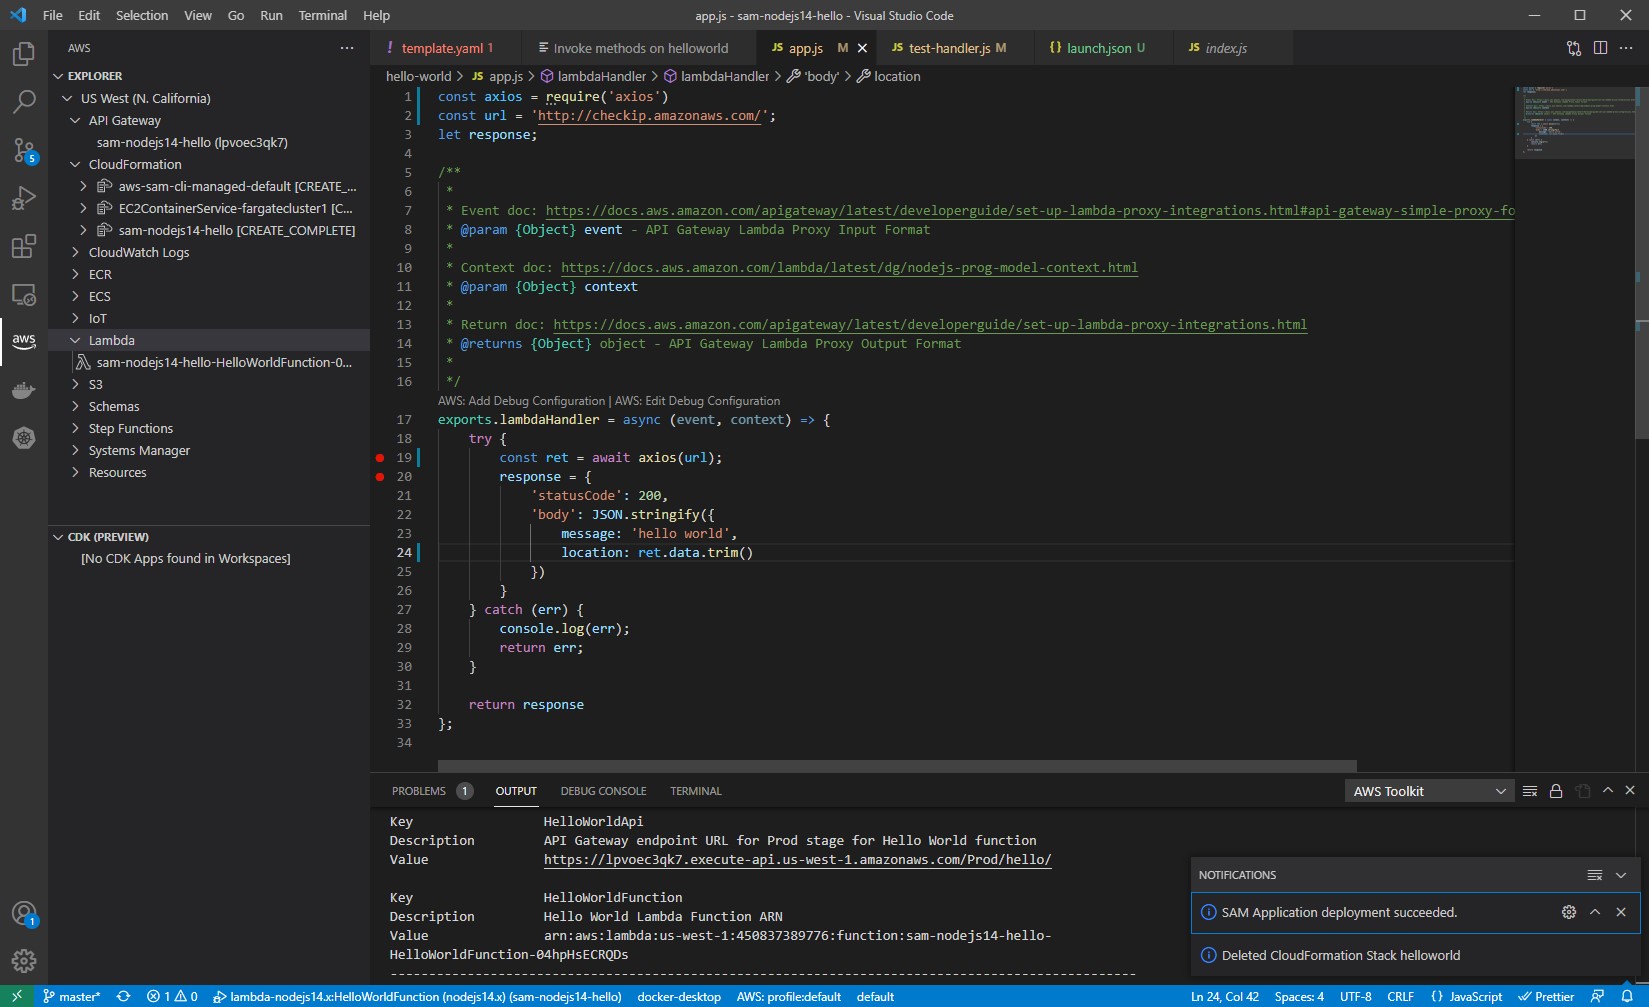 File Edit Selection View Go Run Terminal Help
app.js - sam-nodejs14-hello - Visual Studio Code
AWS
EXPLORER
US West (N. California)
API Gateway
sam-nodejs14-hello (lpvoec3qk7)
CloudFormation
aws-sam-cli-managed-default [CREATE_...
EC2ContainerService-fargatecluster1 [C...
sam-nodejs14-hello [CREATE_COMPLETE]
CloudWatch Logs
ECR
ECS
IoT
Lambda
sam-nodejs14-hello-HelloWorldFunction-0...
S3
Schemas
Step Functions
Systems Manager
Resources
CDK (PREVIEW)
[No CDK Apps found in Workspaces]
5
aws
1
! template.yaml 1
Invoke methods on helloworld
JS app.js M
JS test-handler.js M
{} launch.json U
JS index.js
hello-world > JS app.js > lambdaHandler > lambdaHandler > 'body' > location
1 const axios = require('axios')
2 const url = 'http://checkip.amazonaws.com/';
3 let response;
4
5 /**
6 *
7 * Event doc: https://docs.aws.amazon.com/apigateway/latest/developerguide/set-up-lambda-proxy-integrations.html#api-gateway-simple-proxy-fo
8 * @param {Object} event - API Gateway Lambda Proxy Input Format
9 *
10 * Context doc: https://docs.aws.amazon.com/lambda/latest/dg/nodejs-prog-model-context.html
11 * @param {Object} context
12 *
13 * Return doc: https://docs.aws.amazon.com/apigateway/latest/developerguide/set-up-lambda-proxy-integrations.html
14 * @returns {Object} object - API Gateway Lambda Proxy Output Format
15 *
16 */
AWS: Add Debug Configuration | AWS: Edit Debug Configuration
17 exports.lambdaHandler = async (event, context) => {
18 try {
19 const ret = await axios(url);
20 response = {
21 'statusCode': 200,
22 'body': JSON.stringify({
23 message: 'hello world',
24 location: ret.data.trim()
25 })
26 }
27 } catch (err) {
28 console.log(err);
29 return err;
30 }
31
32 return response
33 };
34
PROBLEMS 1 OUTPUT DEBUG CONSOLE TERMINAL
AWS Toolkit
Key HelloWorldApi
Description API Gateway endpoint URL for Prod stage for Hello World function
Value https://lpvoec3qk7.execute-api.us-west-1.amazonaws.com/Prod/hello/
Key HelloWorldFunction
Description Hello World Lambda Function ARN
Value arn:aws:lambda:us-west-1:450837389776:function:sam-nodejs14-hello-
HelloWorldFunction-04hpHsECRQDs
-------------------------------------------------------------------------------------------------
NOTIFICATIONS
SAM Application deployment succeeded.
Deleted CloudFormation Stack helloworld
master* 1 0 lambda-nodejs14.x:HelloWorldFunction (nodejs14.x) (sam-nodejs14-hello) docker-desktop AWS: profile:default default
Ln 24, Col 42 Spaces: 4 UTF-8 CRLF {} JavaScript Prettier